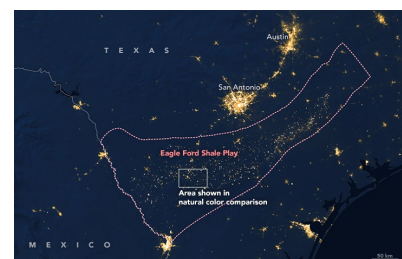 Austin
TEXAS
San Antonio
Eagle Ford Shale Play
Area shown in
natural color comparison
MEXICO
50 km